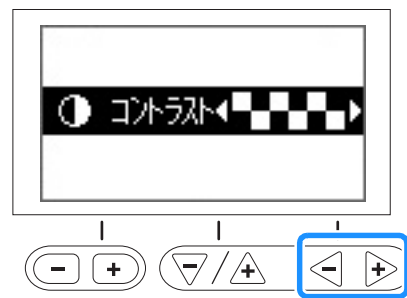 コントラスト
- +
- / +
- +